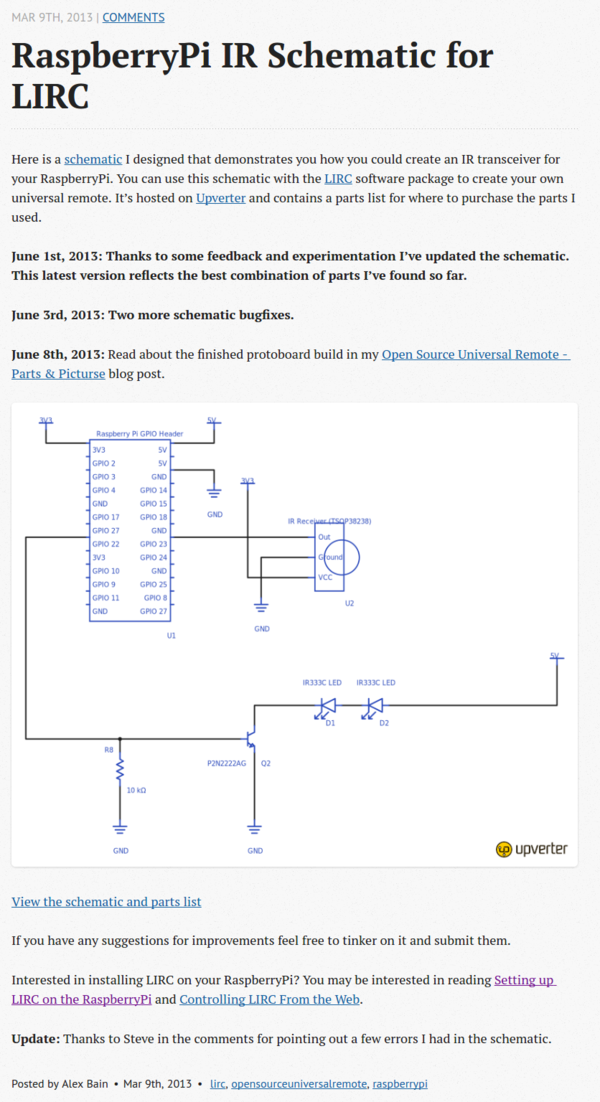 MAR 9TH, 2013 | COMMENTS
RaspberryPi IR Schematic for
LIRC
Here is a schematic I designed that demonstrates you how you could create an IR transceiver for
your RaspberryPi. You can use this schematic with the LIRC software package to create your own
universal remote. It's hosted on Upverter and contains a parts list for where to purchase the parts I
used.
June 1st, 2013: Thanks to some feedback and experimentation I've updated the schematic.
This latest version reflects the best combination of parts I've found so far.
June 3rd, 2013: Two more schematic bugfixes.
June 8th, 2013: Read about the finished protoboard build in my Open Source Universal Remote -
Parts & Picturse blog post.
3V3
5V
Raspberry Pi GPIO Header
3V3 5V
GPIO 2 5V
GPIO 3 GND
GPIO 4 GPIO 14
GND GPIO 15
GPIO 17 GPIO 18
GPIO 27 GND
GPIO 22 GPIO 23
3V3 GPIO 24
GPIO 10 GND
GPIO 9 GPIO 25
GPIO 11 GPIO 8
GND GPIO 27
U1
GND
3V3
IR Receiver (TSOP38238)
Out
Ground
VCC
U2
GND
5V
IR333C LED IR333C LED
D1 D2
R8
10 kΩ
P2N2222AG Q2
GND
GND
upverter
View the schematic and parts list
If you have any suggestions for improvements feel free to tinker on it and submit them.
Interested in installing LIRC on your RaspberryPi? You may be interested in reading Setting up
LIRC on the RaspberryPi and Controlling LIRC From the Web.
Update: Thanks to Steve in the comments for pointing out a few errors I had in the schematic.
Posted by Alex Bain • Mar 9th, 2013 • lirc, opensourceuniversalremote, raspberrypi